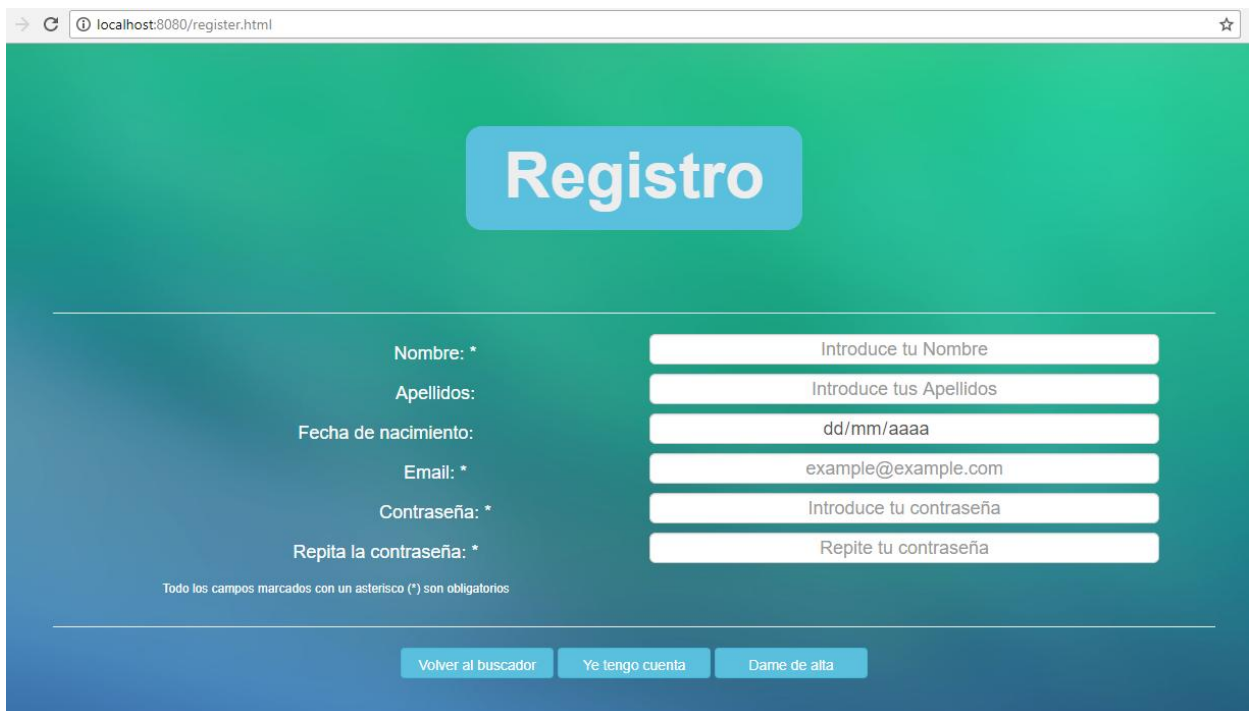 localhost:8080/register.html
Registro
Nombre: * Introduce tu Nombre
Apellidos: Introduce tus Apellidos
Fecha de nacimiento: dd/mm/aaaa
Email: * example@example.com
Contraseña: * Introduce tu contraseña
Repita la contraseña: * Repite tu contraseña
Todo los campos marcados con un asterisco (*) son obligatorios
Volver al buscador Ye tengo cuenta Dame de alta